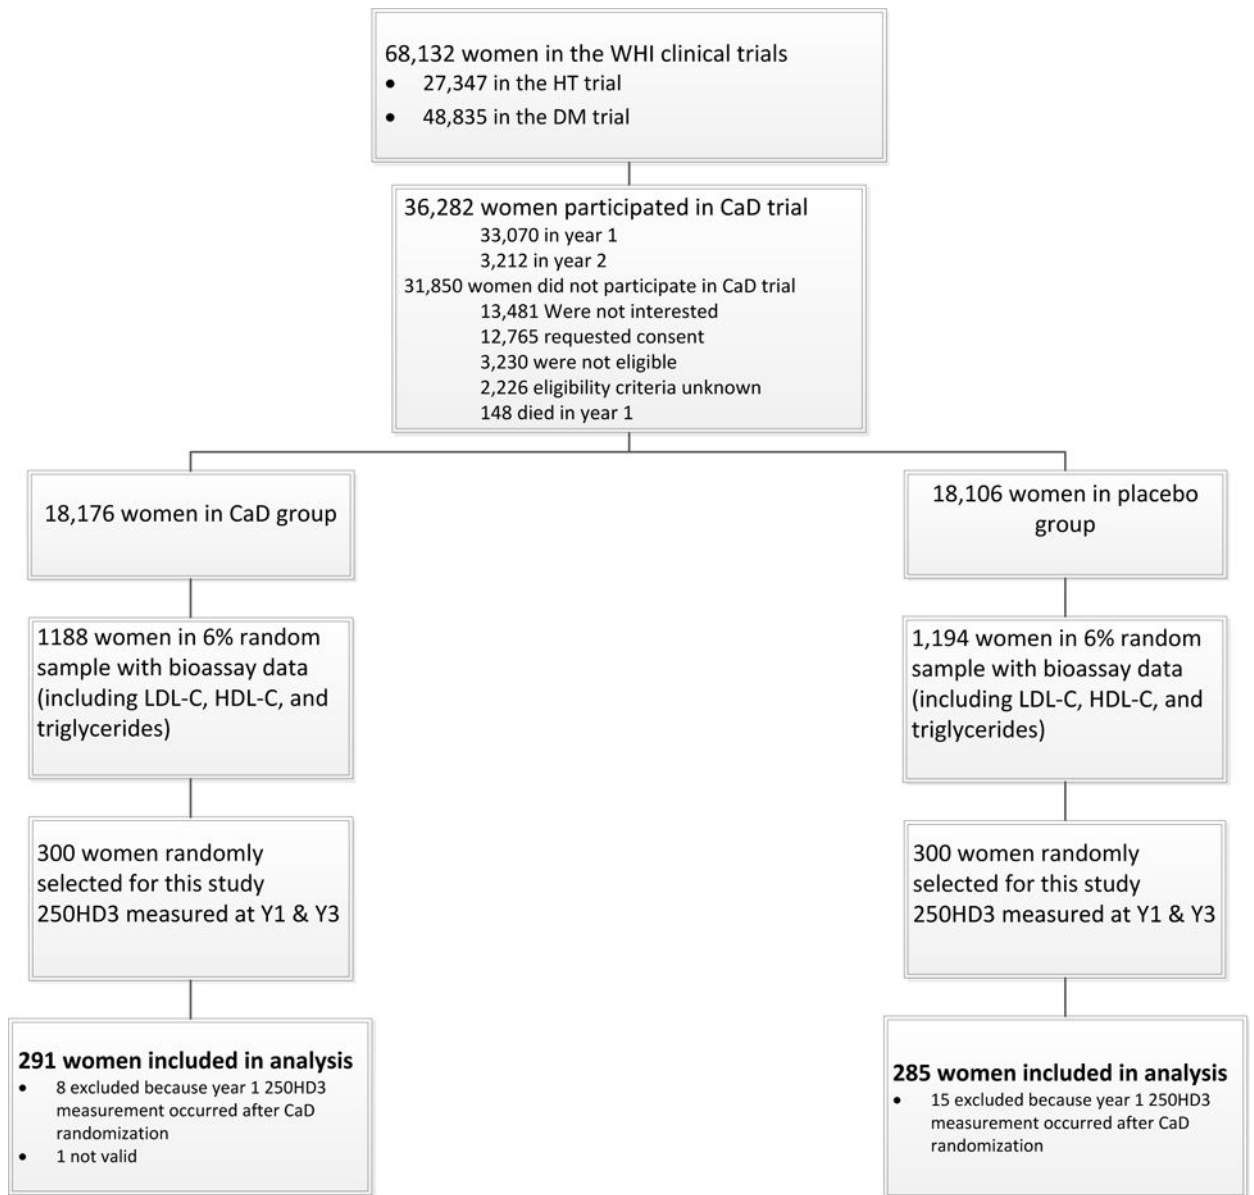 68,132 women in the WHI clinical trials
• 27,347 in the HT trial
• 48,835 in the DM trial
36,282 women participated in CaD trial
33,070 in year 1
3,212 in year 2
31,850 women did not participate in CaD trial
13,481 Were not interested
12,765 requested consent
3,230 were not eligible
2,226 eligibility criteria unknown
148 died in year 1
18,176 women in CaD group
18,106 women in placebo
group
1188 women in 6% random
sample with bioassay data
(including LDL-C, HDL-C, and
triglycerides)
1,194 women in 6% random
sample with bioassay data
(including LDL-C, HDL-C, and
triglycerides)
300 women randomly
selected for this study
250HD3 measured at Y1 & Y3
300 women randomly
selected for this study
250HD3 measured at Y1 & Y3
291 women included in analysis
• 8 excluded because year 1 250HD3
measurement occurred after CaD
randomization
• 1 not valid
285 women included in analysis
• 15 excluded because year 1 250HD3
measurement occurred after CaD
randomization